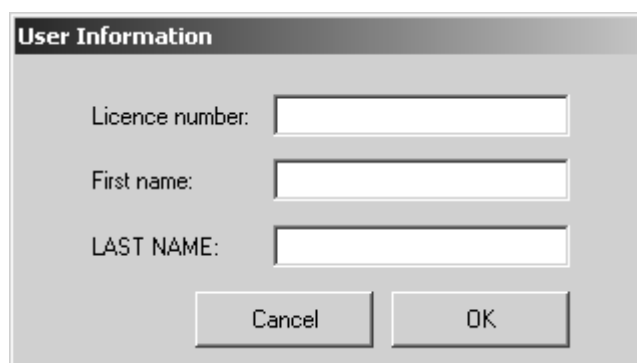 User Information
Licence number:
First name:
LAST NAME:
Cancel OK